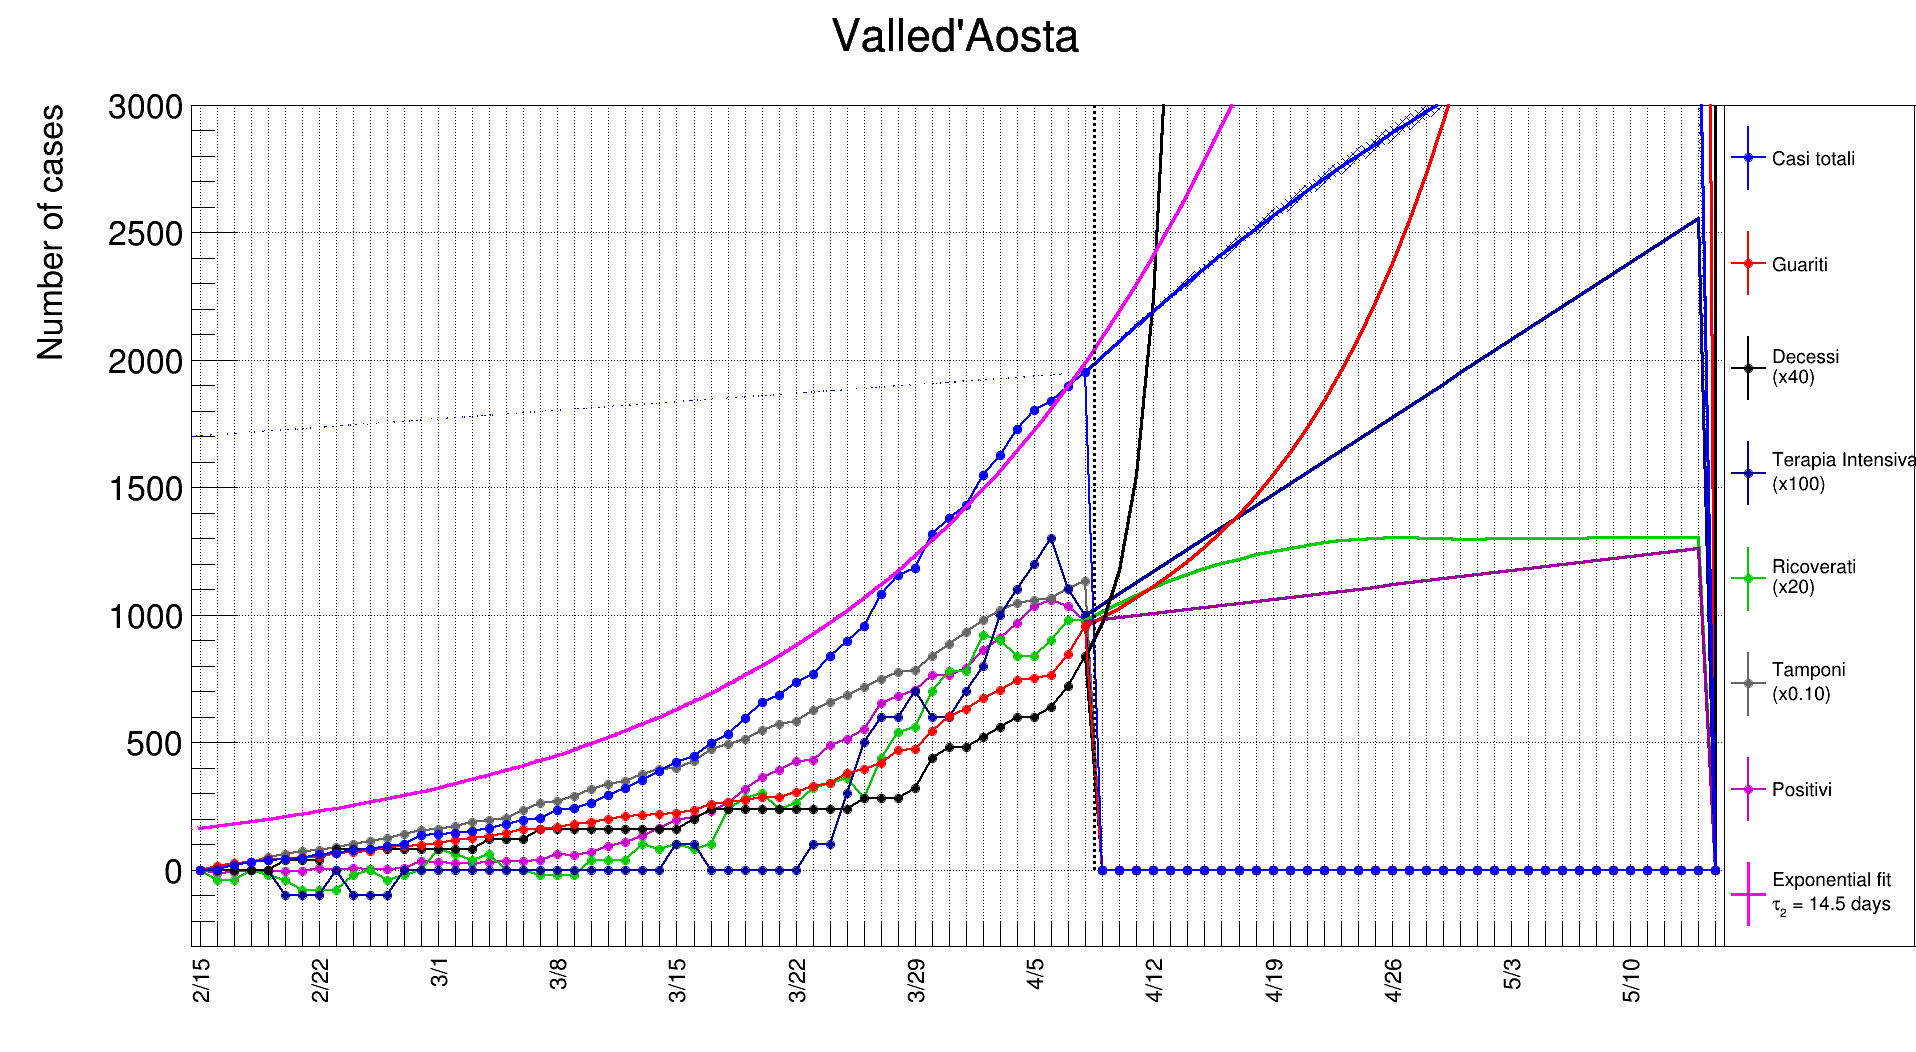 Valled'Aosta
Number of cases
3000
2500
2000
1500
1000
500
0
2/15
2/22
3/1
3/8
3/15
3/22
3/29
4/5
4/12
4/19
4/26
5/3
5/10
Casi totali
Guariti
Decessi
(x40)
Terapia Intensiva
(x100)
Ricoverati
(x20)
Tamponi
(x0.10)
Positivi
Exponential fit
τ2 = 14.5 days